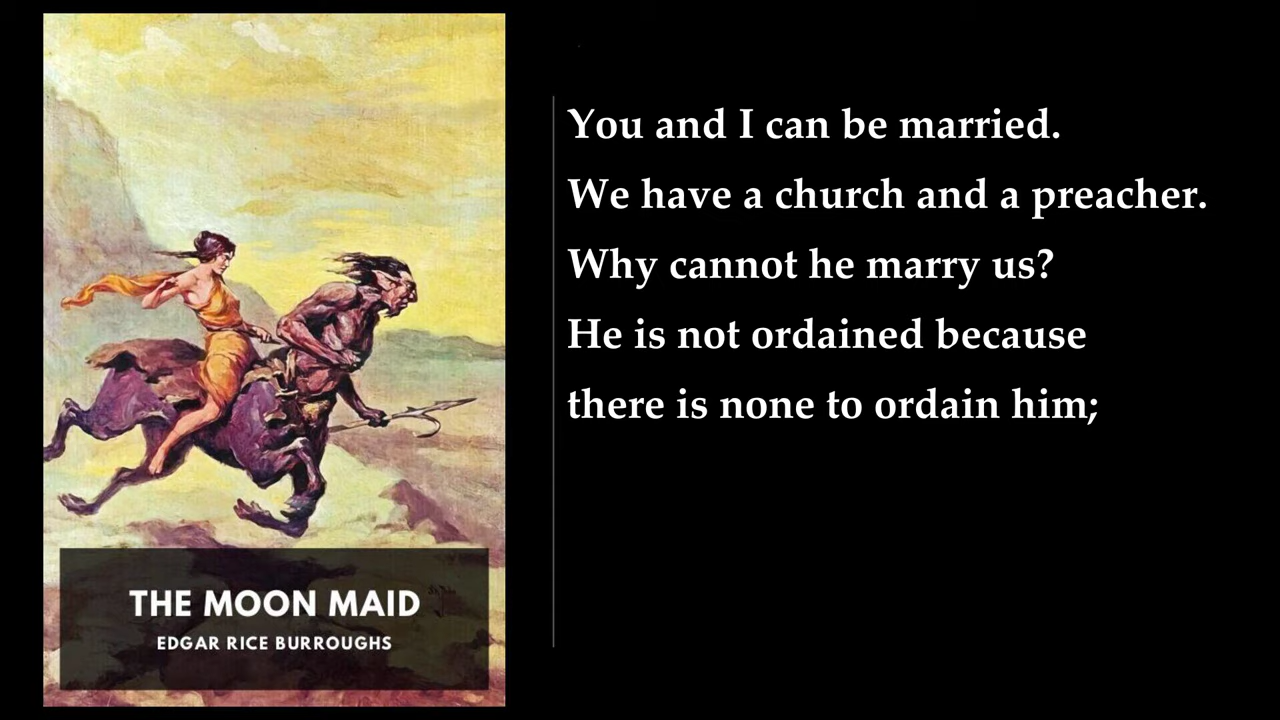 THE MOON MAID
EDGAR RICE BURROUGHS
You and I can be married.
We have a church and a preacher.
Why cannot he marry us?
He is not ordained because
there is none to ordain him;